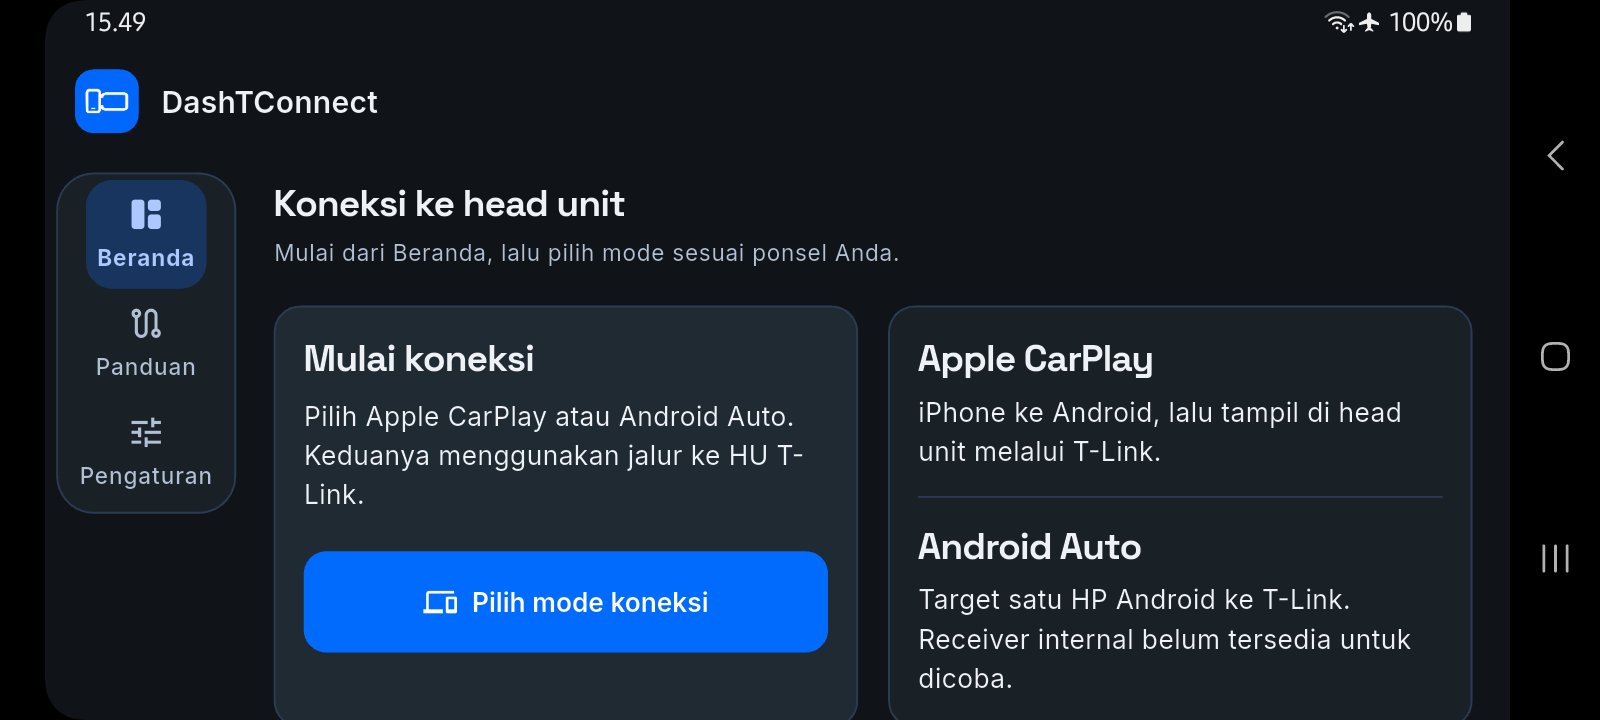 15.49
100%
DashTConnect
Beranda
Panduan
Pengaturan
Koneksi ke head unit
Mulai dari Beranda, lalu pilih mode sesuai ponsel Anda.
Mulai koneksi
Pilih Apple CarPlay atau Android Auto.
Keduanya menggunakan jalur ke HU T-
Link.
Pilih mode koneksi
Apple CarPlay
iPhone ke Android, lalu tampil di head
unit melalui T-Link.
Android Auto
Target satu HP Android ke T-Link.
Receiver internal belum tersedia untuk
dicoba.